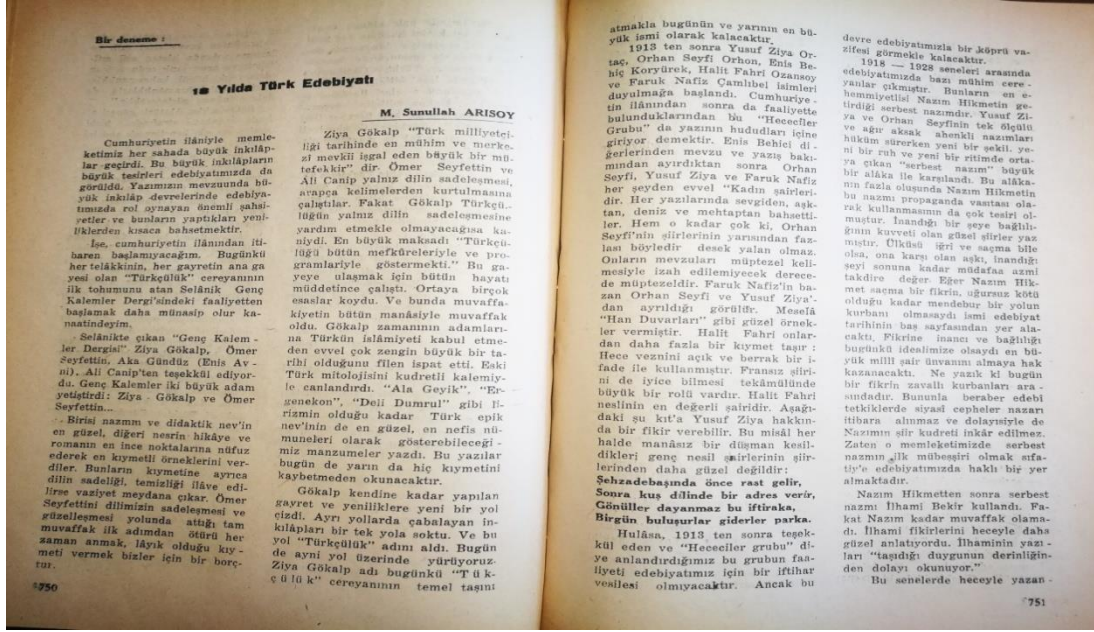 Bir deneme :
18 Yılda Türk Edebiyatı
M. Sunullah ARISOY
Cumhuriyetin ilâniyle memle-
ketimiz her sahada büyük inkılâp-
lar geçirdi. Bu büyük inkılâpların
büyük tesirleri edebiyatımızda da
görüldü. Yazımızın mevzuunda bü-
yük inkılâp devrelerinde edebiya-
tımızda rol oynayan önemli şahsi-
yetler ve bunların yaptıkları yeni-
liklerden kısaca bahsetmektir.
İşe, cumhuriyetin ilânından iti-
baren başlamıyacağım. Bugünkü
her telâkkinin, her gayretin ana ga
yesi olan "Türkçülük" cereyanının
ilk tohumunu atan Selânik Genç
Kalemler Dergi'sindeki faaliyetten
başlamak daha münasip olur ka-
naatindeyim.
Selânikte çıkan "Genç Kalem -
ler Dergisi" Ziya Gökalp, Ömer
Seyfettin, Aka Gündüz (Enis Av -
ni), Ali Canip'ten teşekkül ediyor-
du. Genç Kalemler iki büyük adam
yetiştirdi: Ziya Gökalp ve Ömer
Seyfettin...
Birisi nazmın ve didaktik nev'in
en güzel, diğeri nesrin hikâye ve
romanın en ince noktalarına nüfuz
ederek en kıymetli örneklerini ver-
diler. Bunların kıymetine ayrıca
dilin sadeliği, temizliği ilâve edi-
lirse vaziyet meydana çıkar. Ömer
Seyfettini dilimizin sadeleşmesi ve
güzelleşmesi yolunda attığı tam
muvaffak ilk adımdan ötürü her
zaman anmak, lâyık olduğu kıy -
meti vermek bizler için bir borç-
tur.
750
Ziya Gökalp "Türk milliyetçi-
liği tarihinde en mühim ve merke-
zî mevkii işgal eden büyük bir mü-
tefekkir" dir. Ömer Seyfettin ve
Ali Canip yalnız dilin sadeleşmesi,
arapça kelimelerden kurtulmasına
çalıştılar. Fakat Gökalp Türkçü-
lüğün yalnız dilin sadeleşmesine
yardım etmekle olmayacağısa ka-
niydi. En büyük maksadı "Türkçü-
lüğü bütün mefkûreleriyle ve pro-
gramlariyle göstermekti." Bu ga-
yeye ulaşmak için bütün hayatı
müddetince çalıştı. Ortaya birçok
esaslar koydu. Ve bunda muvaffa-
kiyetin bütün mânasiyle muvaffak
oldu. Gökalp zamanının adamları-
na Türkün islâmiyeti kabul etme-
den evvel çok zengin büyük bir ta-
rihi olduğunu filen ispat etti. Eski
Türk mitolojisini kudretli kalemiy-
le canlandırdı. "Ala Geyik", "Er-
genekon", "Deli Dumrul" gibi li-
rizmin olduğu kadar Türk epik
nev'inin de en güzel, en nefis nü-
muneleri olarak gösterebileceği -
miz manzumeler yazdı. Bu yazılar
bugün de yarın da hiç kıymetini
kaybetmeden okunacaktır.
Gökalp kendine kadar yapılan
gayret ve yeniliklere yeni bir yol
çizdi. Ayrı yollarda çabalayan in-
kılâpları bir tek yola soktu. Ve bu
yol "Türkçülük" adını aldı. Bugün
de ayni yol üzerinde yürüyoruz.
Ziya Gökalp adı bugünkü "T ü k-
ç ü l ü k" cereyanının temel taşını
atmakla bugünün ve yarının en bü-
yük ismi olarak kalacaktır.
1913 ten sonra Yusuf Ziya Or-
taç, Orhan Seyfi Orhon, Enis Be-
hiç Koryürek, Halit Fahri Ozansoy
ve Faruk Nafiz Çamlıbel isimleri
duyulmağa başlandı. Cumhuriye -
tin ilânından sonra da faaliyette
bulunduklarından bu "Hececiler
Grubu" da yazının hududları içine
giriyor demektir. Enis Behici di -
ğerlerinden mevzu ve yazış bakı-
mından ayırdıktan sonra Orhan
Seyfi, Yusuf Ziya ve Faruk Nafiz
her şeyden evvel "Kadın şairleri-
dir. Her yazılarında sevgiden, aşk-
tan, deniz ve mehtaptan bahsetti-
ler. Hem o kadar çok ki, Orhan
Seyfi'nin şiirlerinin yarısından faz-
lası böyledir desek yalan olmaz.
Onların mevzuları müptezel keli-
mesiyle izah edilemiyecek derece-
de müptezeldir. Faruk Nafiz'in ba-
zan Orhan Seyfi ve Yusuf Ziya'-
dan ayrıldığı görülür. Meselâ
"Han Duvarları" gibi güzel örnek-
ler vermiştir. Halit Fahri onlar-
dan daha fazla bir kıymet taşır :
Hece veznini açık ve berrak bir i-
fade ile kullanmıştır. Fransız şiiri-
ni de iyice bilmesi tekâmülünde
büyük bir rolü vardır. Halit Fahri
neslinin en değerli şairidir. Aşağı-
daki şu kıt'a Yusuf Ziya hakkın-
da bir fikir verebilir. Bu misâl her
halde manâsız bir düşman kesil-
dikleri genç nesil şairlerinin şiir-
lerinden daha güzel değildir:
Şehzadebaşında önce rast gelir,
Sonra kuş dilinde bir adres verir,
Gönüller dayanmaz bu iftiraka,
Birgün buluşurlar giderler parka.
Hulâsa, 1913 ten sonra teşek-
kül eden ve "Hececiler grubu" di-
ye anlandırdığımız bu grubun faa-
liyeti edebiyatımız için bir iftihar
vesilesi olmıyacaktır. Ancak bu
devre edebiyatımızla bir köprü va-
zifesi görmekle kalacaktır.
1918 — 1928 seneleri arasında
edebiyatımızda bazı mühim cere -
yanlar çıkmıştır. Bunların en e-
hemmiyetlisi Nazım Hikmetin ge-
tirdiği serbest nazımdır. Yusuf Zi-
ya ve Orhan Seyfinin tek ölçülü
ve ağır aksak ahenkli nazımları
hüküm sürerken yeni bir şekil, ye-
ni bir ruh ve yeni bir ritimde orta-
ya çıkan "serbest nazım" büyük
bir alâka ile karşılandı. Bu alâka-
nın fazla oluşunda Nazım Hikmetin
bu nazmı propaganda vasıtası ola-
rak kullanmasının da çok tesiri ol-
muştur. İnandığı bir şeye bağlılı-
ğının kuvveti olan güzel şiirler yaz
mıştır. Ülküsü iğri ve saçma bile
olsa, ona karşı olan aşkı, inandığı
şeyi sonuna kadar müdafaa azmi
takdire değer. Eğer Nazım Hik-
met saçma bir fikrin, uğursuz kötü
olduğu kadar mendebur bir yolun
kurbanı olmasaydı ismi edebiyat
tarihinin baş sayfasından yer ala-
caktı. Fikrine inancı ve bağlılığı
bugünkü idealimize olsaydı en bü-
yük millî şair ünvanını almaya hak
kazanacaktı. Ne yazık ki bugün
bir fikrin zavallı kurbanları ara -
sındadır. Bununla beraber edebî
tetkiklerde siyasî cepheler nazarı
itibara alınmaz ve dolayısiyle de
Nazımın şiir kudreti inkâr edilmez.
Zaten o memleketimizde serbest
nazmın ilk mübeşşiri olmak sıfa-
tiy'e edebiyatımızda haklı bir yer
almaktadır.
Nazım Hikmetten sonra serbest
nazmı İlhami Bekir kullandı. Fa-
kat Nazım kadar muvaffak olama-
dı. İlhami fikirlerini heceyle daha
güzel anlatıyordu. İlhaminin yazı -
ları "taşıdığı duygunun derinliğin-
den dolayı okunuyor."
Bu senelerde heceyle yazan -
751